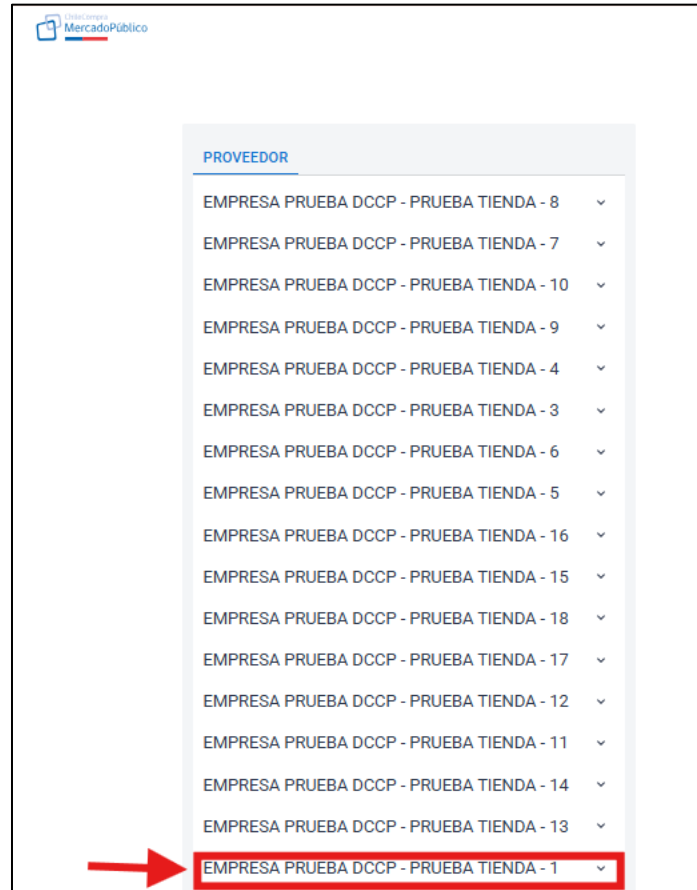 ChileCompra
MercadoPúblico
PROVEEDOR
EMPRESA PRUEBA DCCP - PRUEBA TIENDA - 8
EMPRESA PRUEBA DCCP - PRUEBA TIENDA - 7
EMPRESA PRUEBA DCCP - PRUEBA TIENDA - 10
EMPRESA PRUEBA DCCP - PRUEBA TIENDA - 9
EMPRESA PRUEBA DCCP - PRUEBA TIENDA - 4
EMPRESA PRUEBA DCCP - PRUEBA TIENDA - 3
EMPRESA PRUEBA DCCP - PRUEBA TIENDA - 6
EMPRESA PRUEBA DCCP - PRUEBA TIENDA - 5
EMPRESA PRUEBA DCCP - PRUEBA TIENDA - 16
EMPRESA PRUEBA DCCP - PRUEBA TIENDA - 15
EMPRESA PRUEBA DCCP - PRUEBA TIENDA - 18
EMPRESA PRUEBA DCCP - PRUEBA TIENDA - 17
EMPRESA PRUEBA DCCP - PRUEBA TIENDA - 12
EMPRESA PRUEBA DCCP - PRUEBA TIENDA - 11
EMPRESA PRUEBA DCCP - PRUEBA TIENDA - 14
EMPRESA PRUEBA DCCP - PRUEBA TIENDA - 13
EMPRESA PRUEBA DCCP - PRUEBA TIENDA - 1